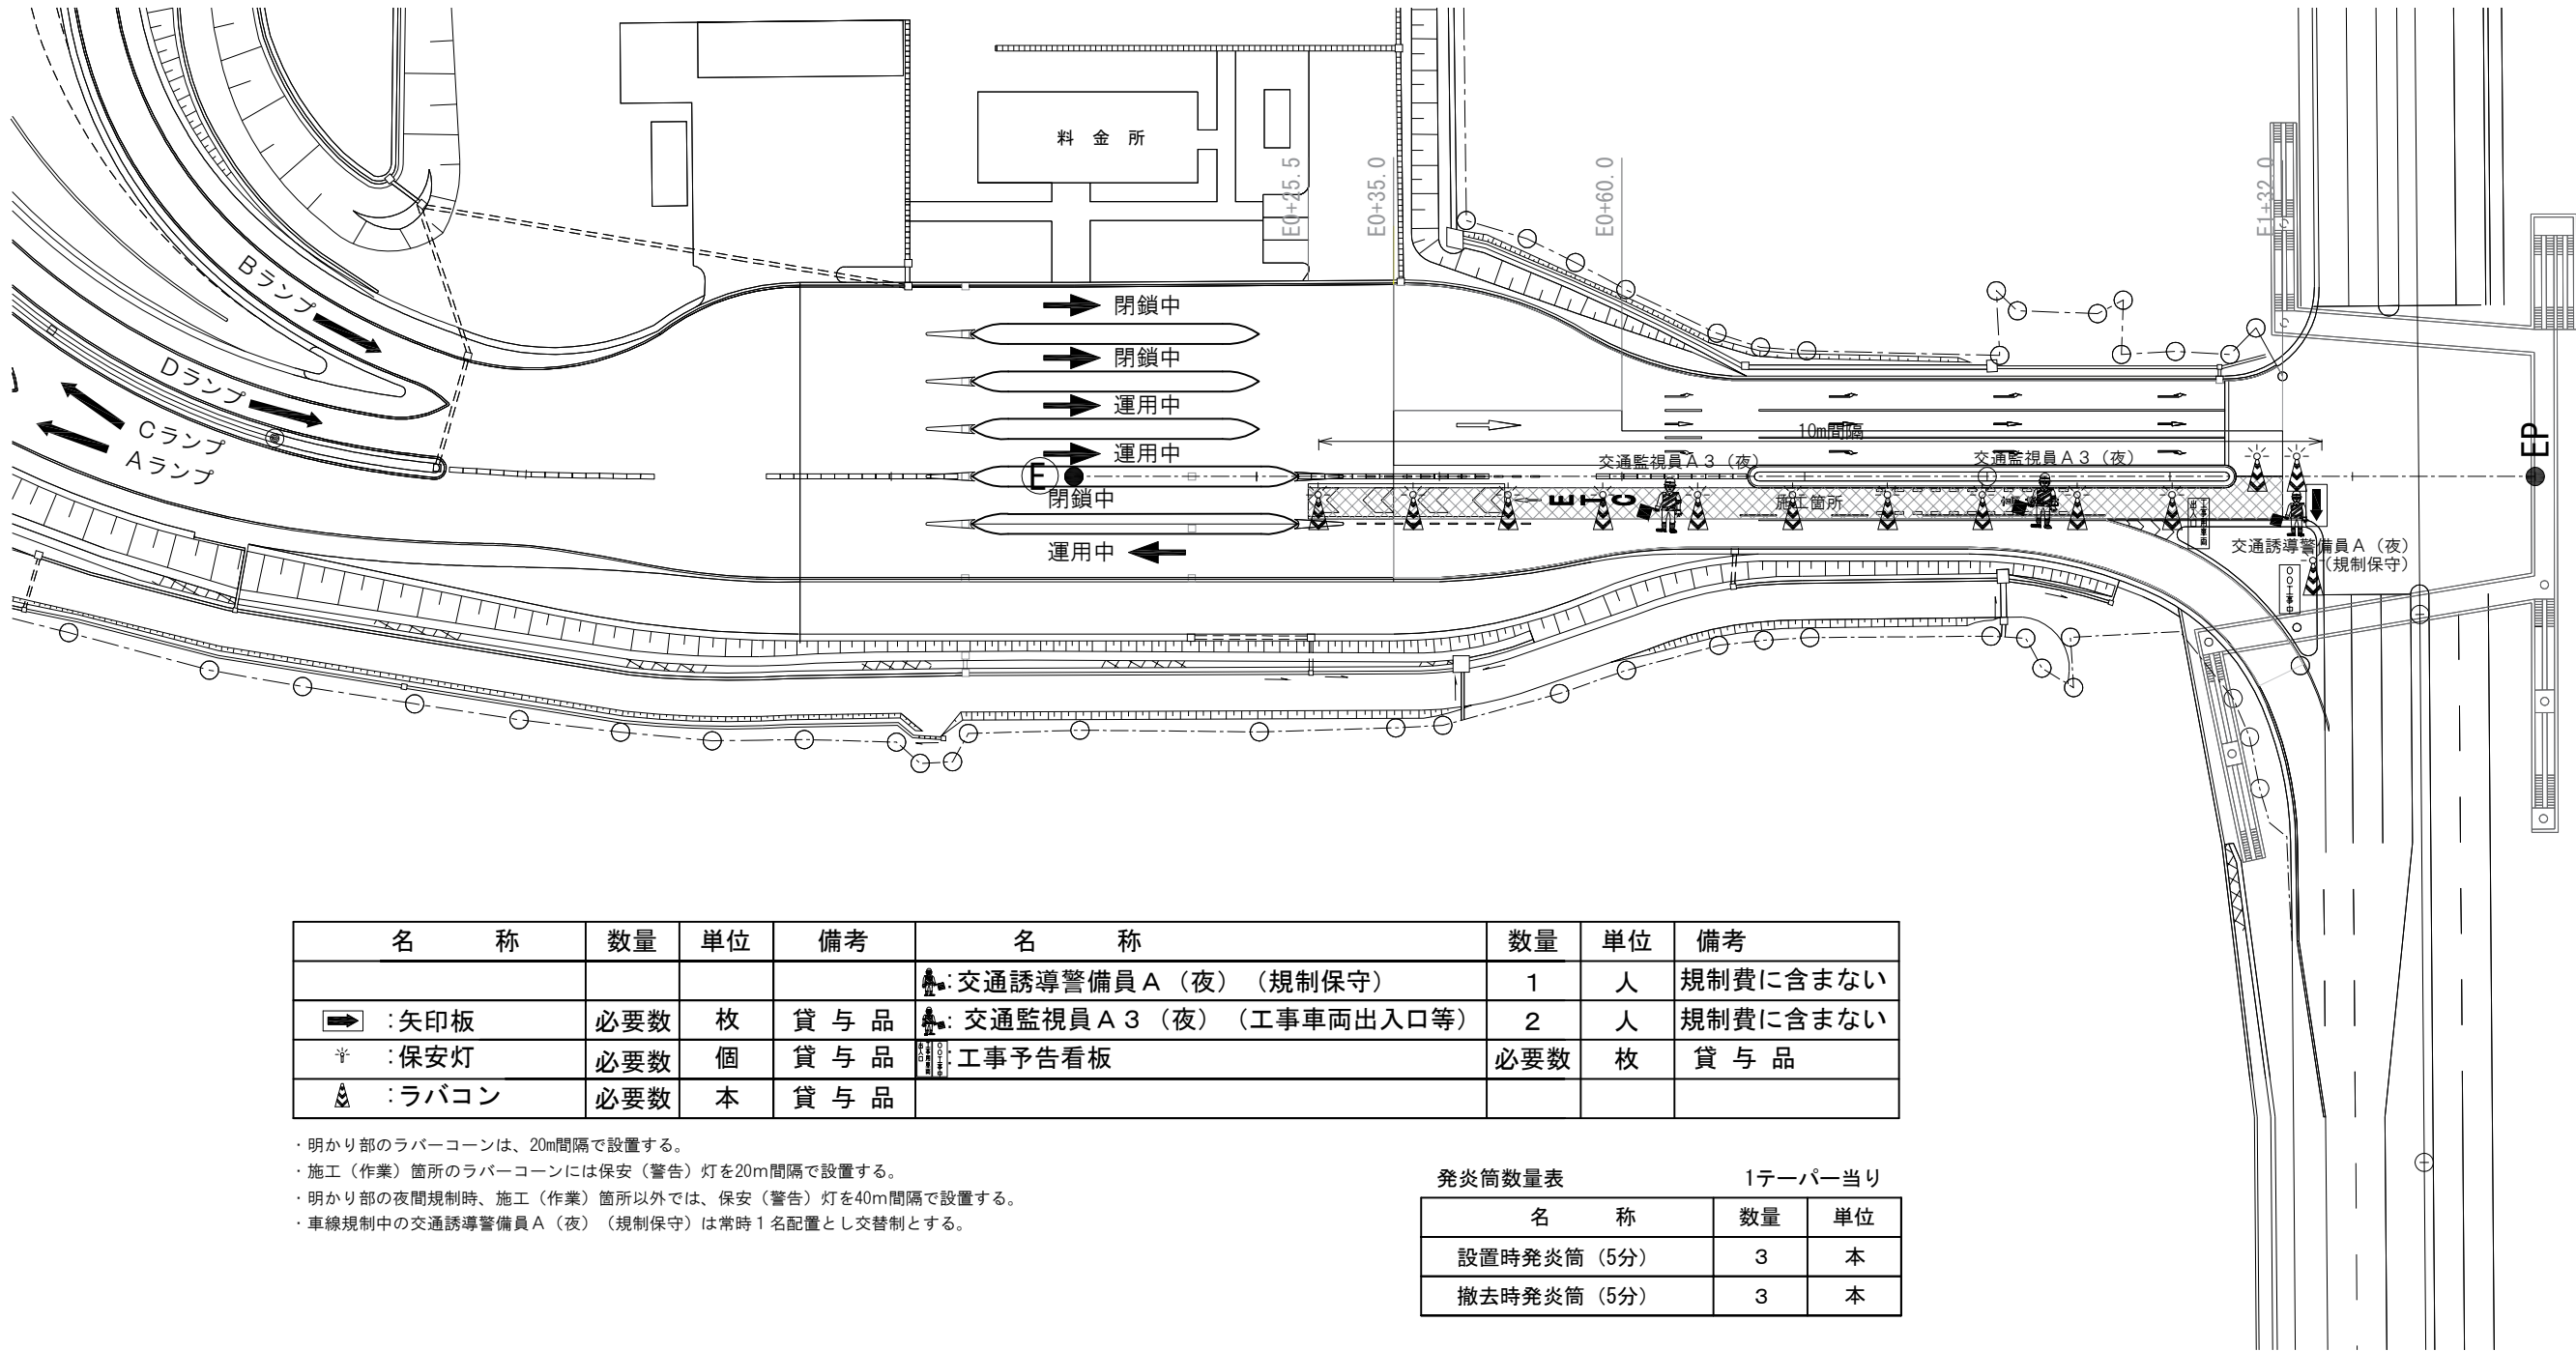 料 金 所
E0+25.5
E0+35.0
E0+60.0
E1+32.0
Bランプ
Dランプ
Cランプ
Aランプ
閉鎖中
閉鎖中
運用中
運用中
E
閉鎖中
運用中
10m間隔
交通監視員A3(夜)
交通監視員A3(夜)
ETC
施工箇所
工事用車両
出入口
EP
交通誘導警備員A(夜)
(規制保守)
○○工事中
名 称 数量 単位 備考 名 称 数量 単位 備考
:交通誘導警備員A(夜)(規制保守) 1 人 規制費に含まない
:矢印板 必要数 枚 貸 与 品 :交通監視員A3(夜)(工事車両出入口等) 2 人 規制費に含まない
:保安灯 必要数 個 貸 与 品 :工事予告看板 必要数 枚 貸 与 品
:ラバコン 必要数 本 貸 与 品
・明かり部のラバーコーンは、20m間隔で設置する。
・施工(作業)箇所のラバーコーンには保安(警告)灯を20m間隔で設置する。
・明かり部の夜間規制時、施工(作業)箇所以外では、保安(警告)灯を40m間隔で設置する。
・車線規制中の交通誘導警備員A(夜)(規制保守)は常時1名配置とし交替制とする。
発炎筒数量表 1テーパー当り
名 称 数量 単位
設置時発炎筒(5分) 3 本
撤去時発炎筒(5分) 3 本